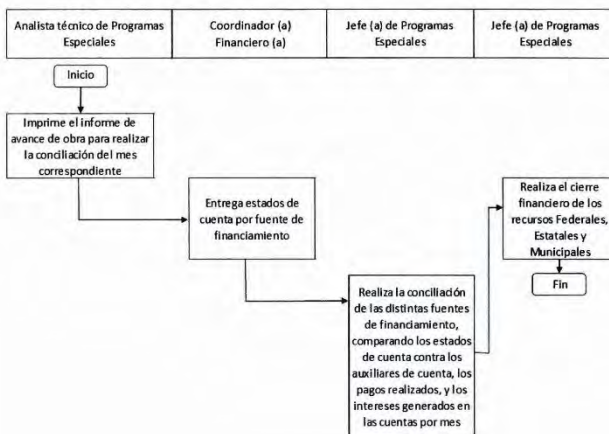 Analista técnico de Programas
Especiales
Coordinador (a)
Financiero (a)
Jefe (a) de Programas
Especiales
Jefe (a) de Programas
Especiales
Inicio
Imprime el informe de
avance de obra para realizar
la conciliación del mes
correspondiente
Entrega estados de
cuenta por fuente de
financiamiento
Realiza la conciliación
de las distintas fuentes
de financiamiento,
comparando los estados
de cuenta contra los
auxiliares de cuenta, los
pagos realizados, y los
intereses generados en
las cuentas por mes
Realiza el cierre
financiero de los
recursos Federales,
Estatales y
Municipales
Fin